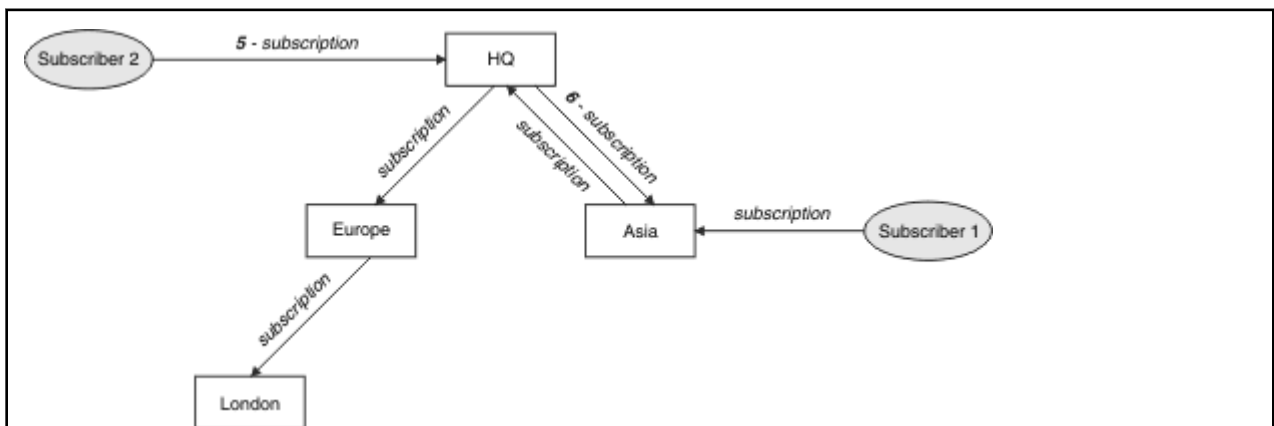 Subscriber 2
5 - subscription
HQ
subscription
subscription
6 - subscription
Europe
Asia
subscription
Subscriber 1
subscription
London